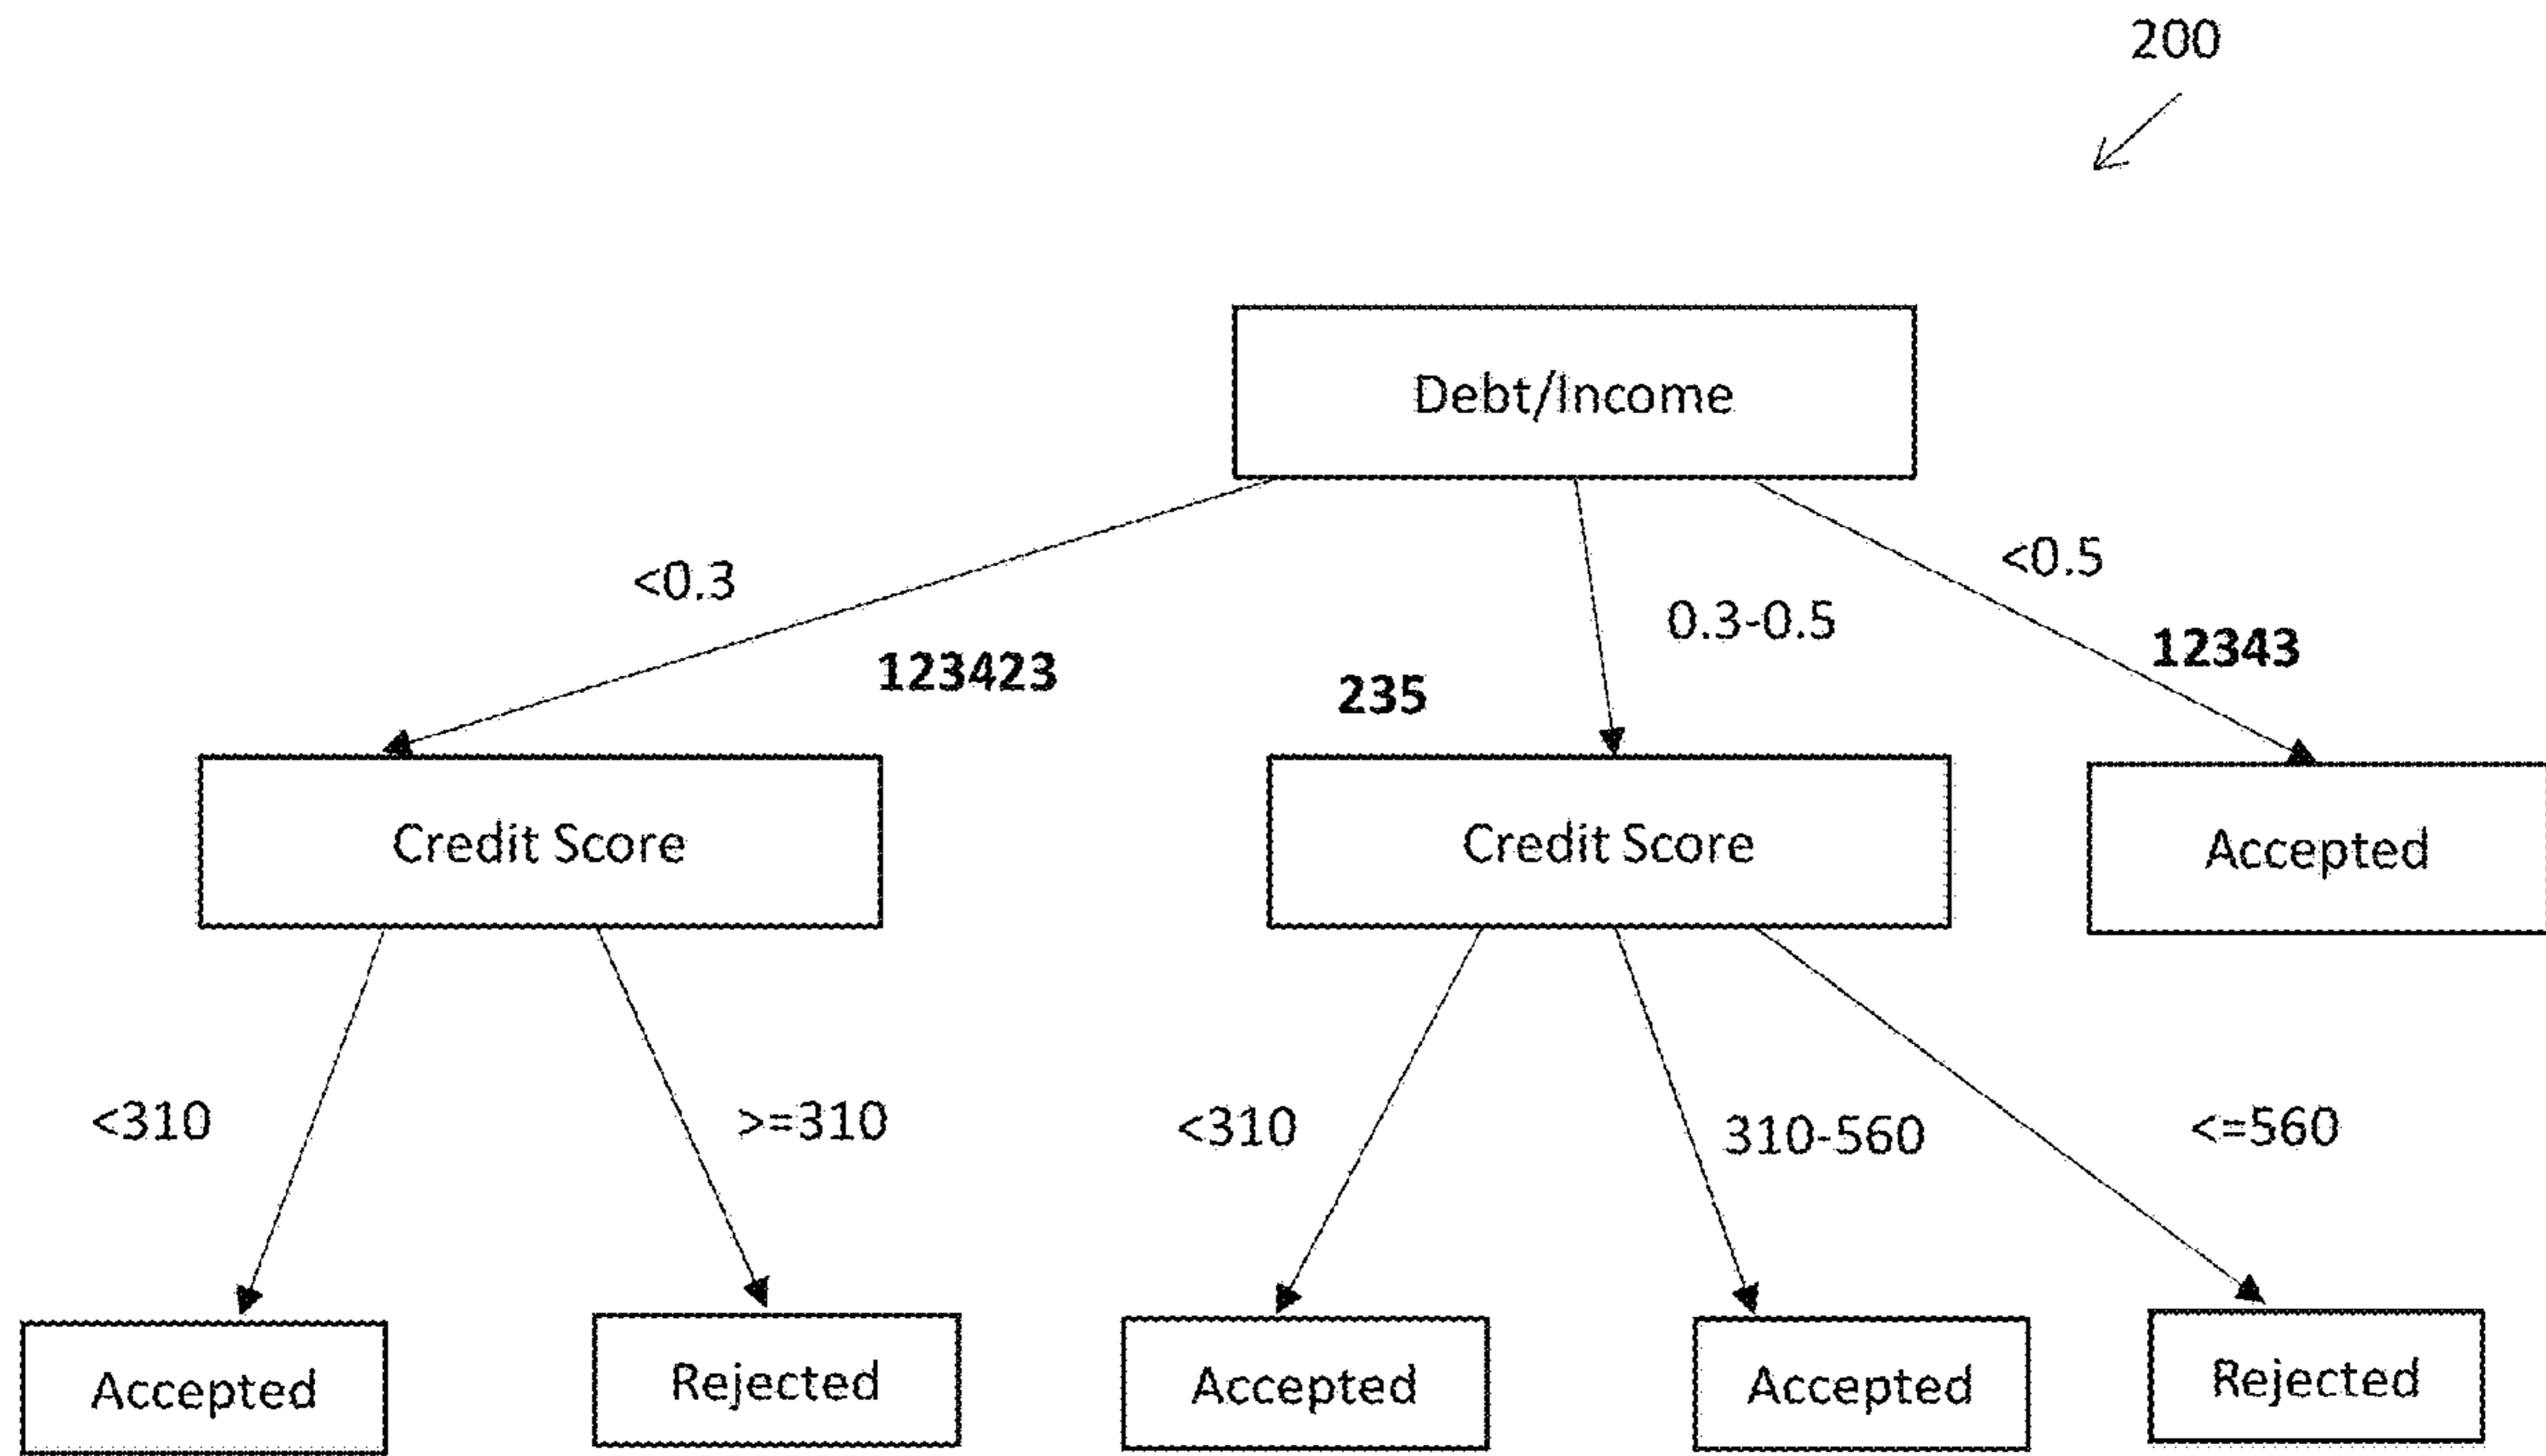 200
Debt/Income
<0.3
<0.5
0.3-0.5
123423
235
12343
Credit Score
Credit Score
Accepted
<310
>=310
<310
310-560
<=560
Accepted
Rejected
Accepted
Accepted
Rejected